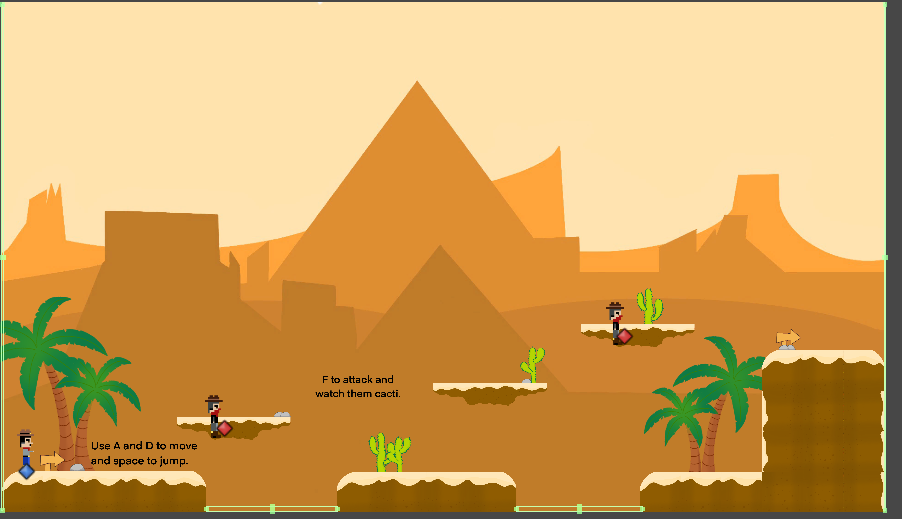 F to attack and
watch them cacti.
Use A and D to move
and space to jump.